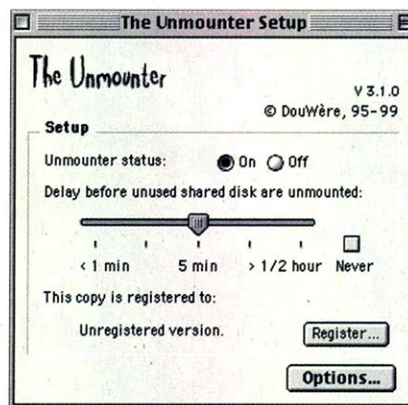 The Unmounter Setup
The Unmounter
V 3.1.0
© DouWère, 95-99
Setup
Unmounter status: On Off
Delay before unused shared disk are unmounted:
< 1 min 5 min > 1/2 hour Never
This copy is registered to:
Unregistered version. Register...
Options...